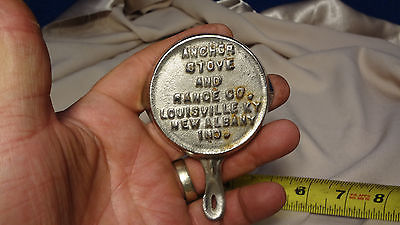 ANCHOR
STOVE
AND
RANGE CO.
LOUISVILLE KY
NEW ALBANY
IND.
6 7 8